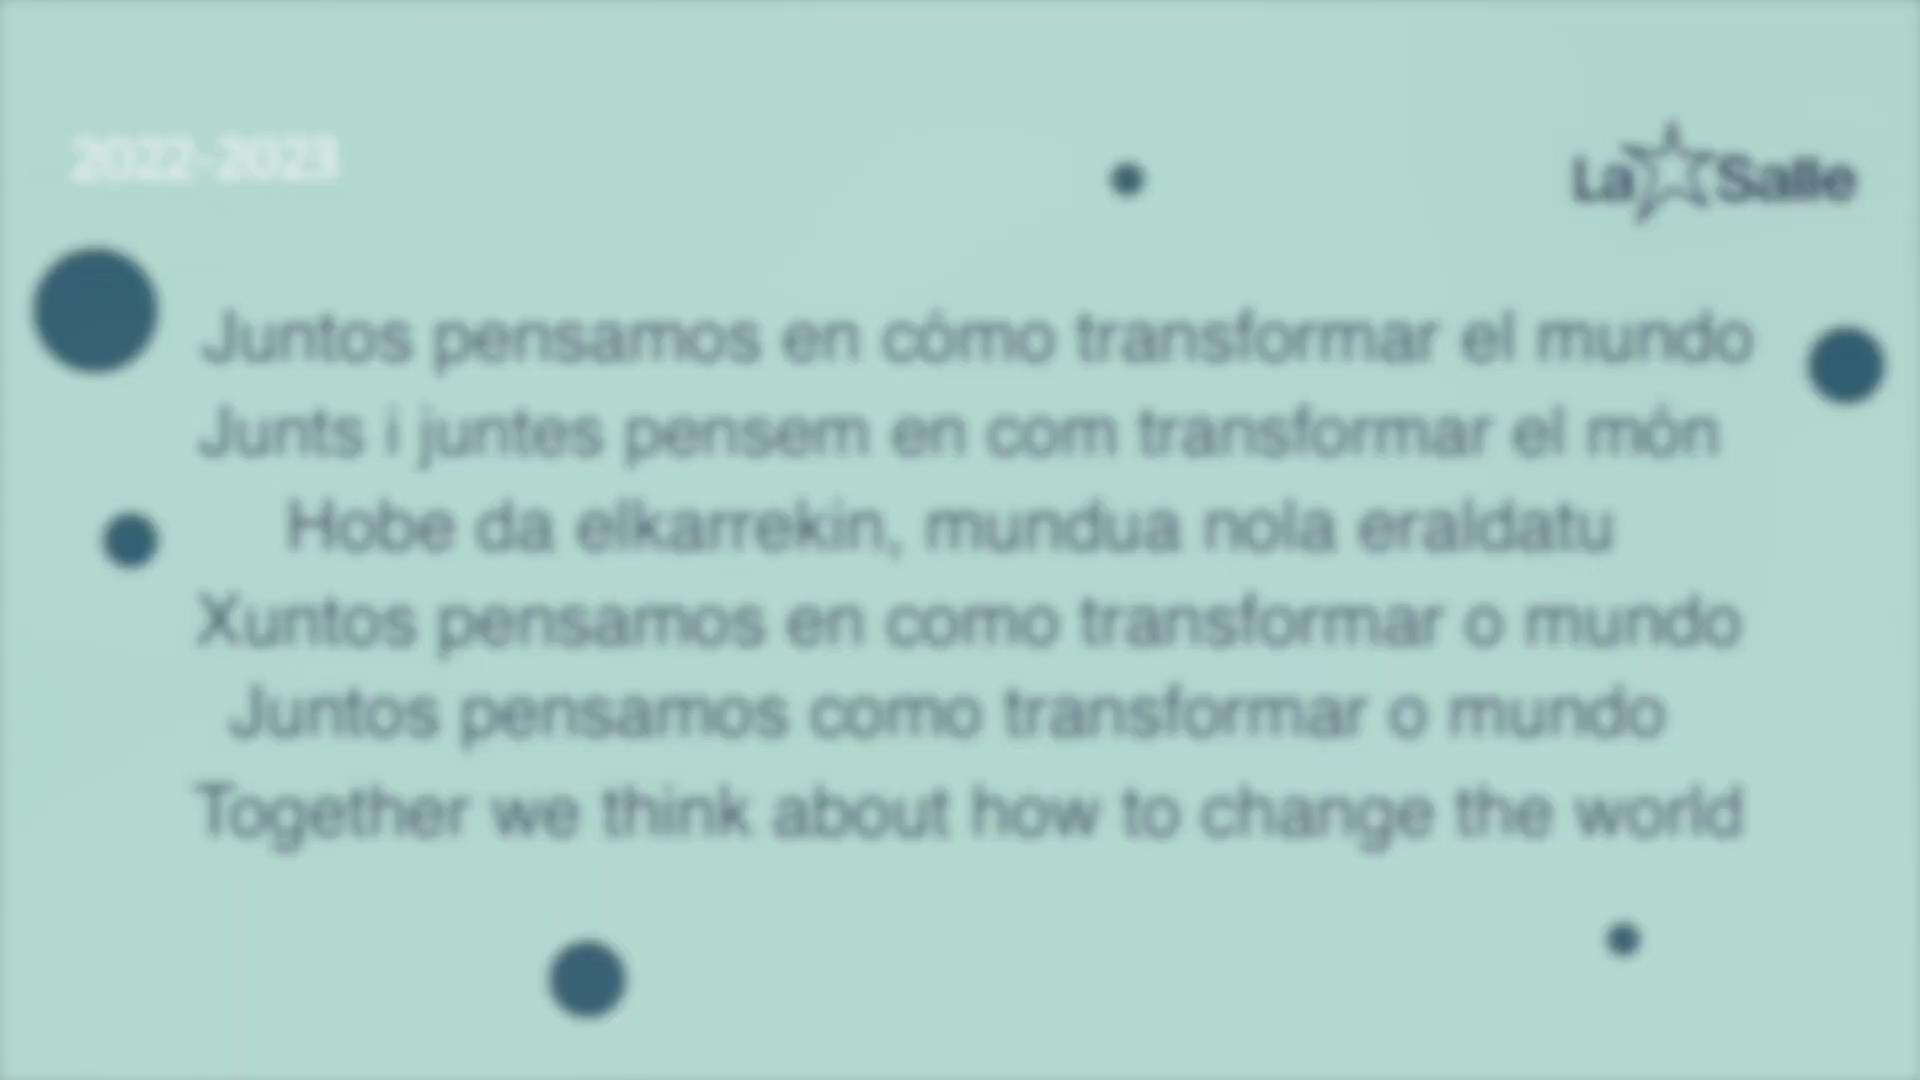 2022-2023
La Salle
Juntos pensamos en cómo transformar el mundo
Junts i juntes pensem en com transformar el món
Hobe da elkarrekin, mundua nola eraldatu
Xuntos pensamos en como transformar o mundo
Juntos pensamos como transformar o mundo
Together we think about how to change the world